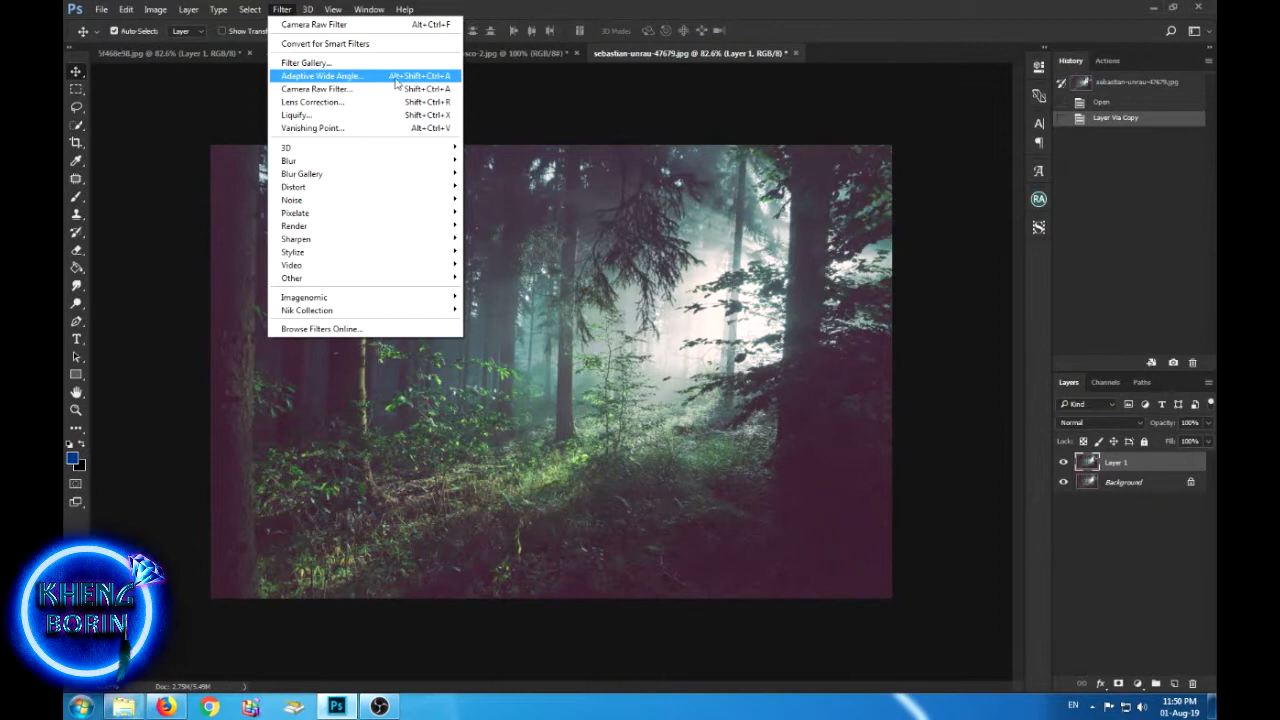 Ps File Edit Image Layer Type Select Filter 3D View Window Help
Auto-Select: Layer Show Transf 3D Mode:
5f468e98.jpg @ 82.6% (Layer 1, RGB/8) * × sco-2.jpg @ 100% (RGB/8#) * × sebastian-unrau-47679.jpg @ 82.6% (Layer 1, RGB/8) * ×
Camera Raw Filter Alt+Ctrl+F
Convert for Smart Filters
Filter Gallery...
Adaptive Wide Angle... Alt+Shift+Ctrl+A
Camera Raw Filter... Shift+Ctrl+A
Lens Correction... Shift+Ctrl+R
Liquify... Shift+Ctrl+X
Vanishing Point... Alt+Ctrl+V
3D
Blur
Blur Gallery
Distort
Noise
Pixelate
Render
Sharpen
Stylize
Video
Other
Imagenomic
Nik Collection
Browse Filters Online...
History Actions
sebastian-unrau-47679.jpg
Open
Layer Via Copy
RA
Layers Channels Paths
Kind
Normal Opacity: 100%
Lock: Fill: 100%
Layer 1
Background
KHENG
BORIN
Doc: 2.75M/5.49M
Ps
EN
11:50 PM
01-Aug-19